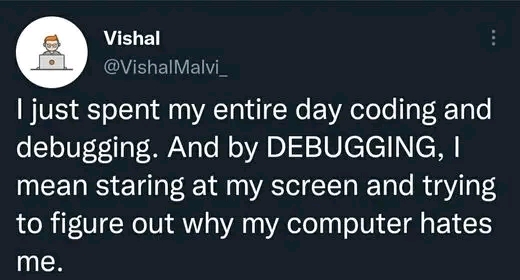 Vishal
@VishalMalvi_
I just spent my entire day coding and
debugging. And by DEBUGGING, I
mean staring at my screen and trying
to figure out why my computer hates
me.